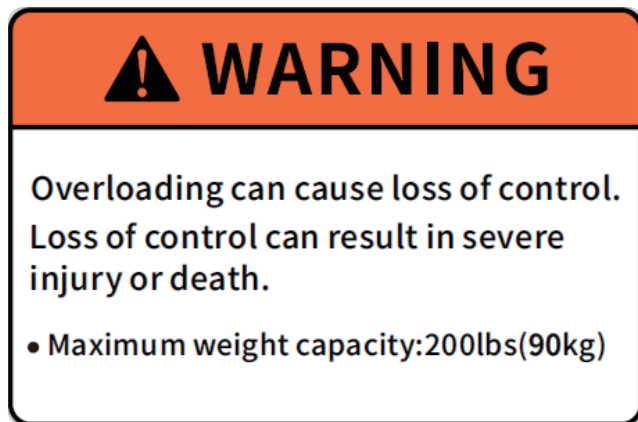 WARNING
Overloading can cause loss of control.
Loss of control can result in severe
injury or death.
• Maximum weight capacity:200lbs(90kg)